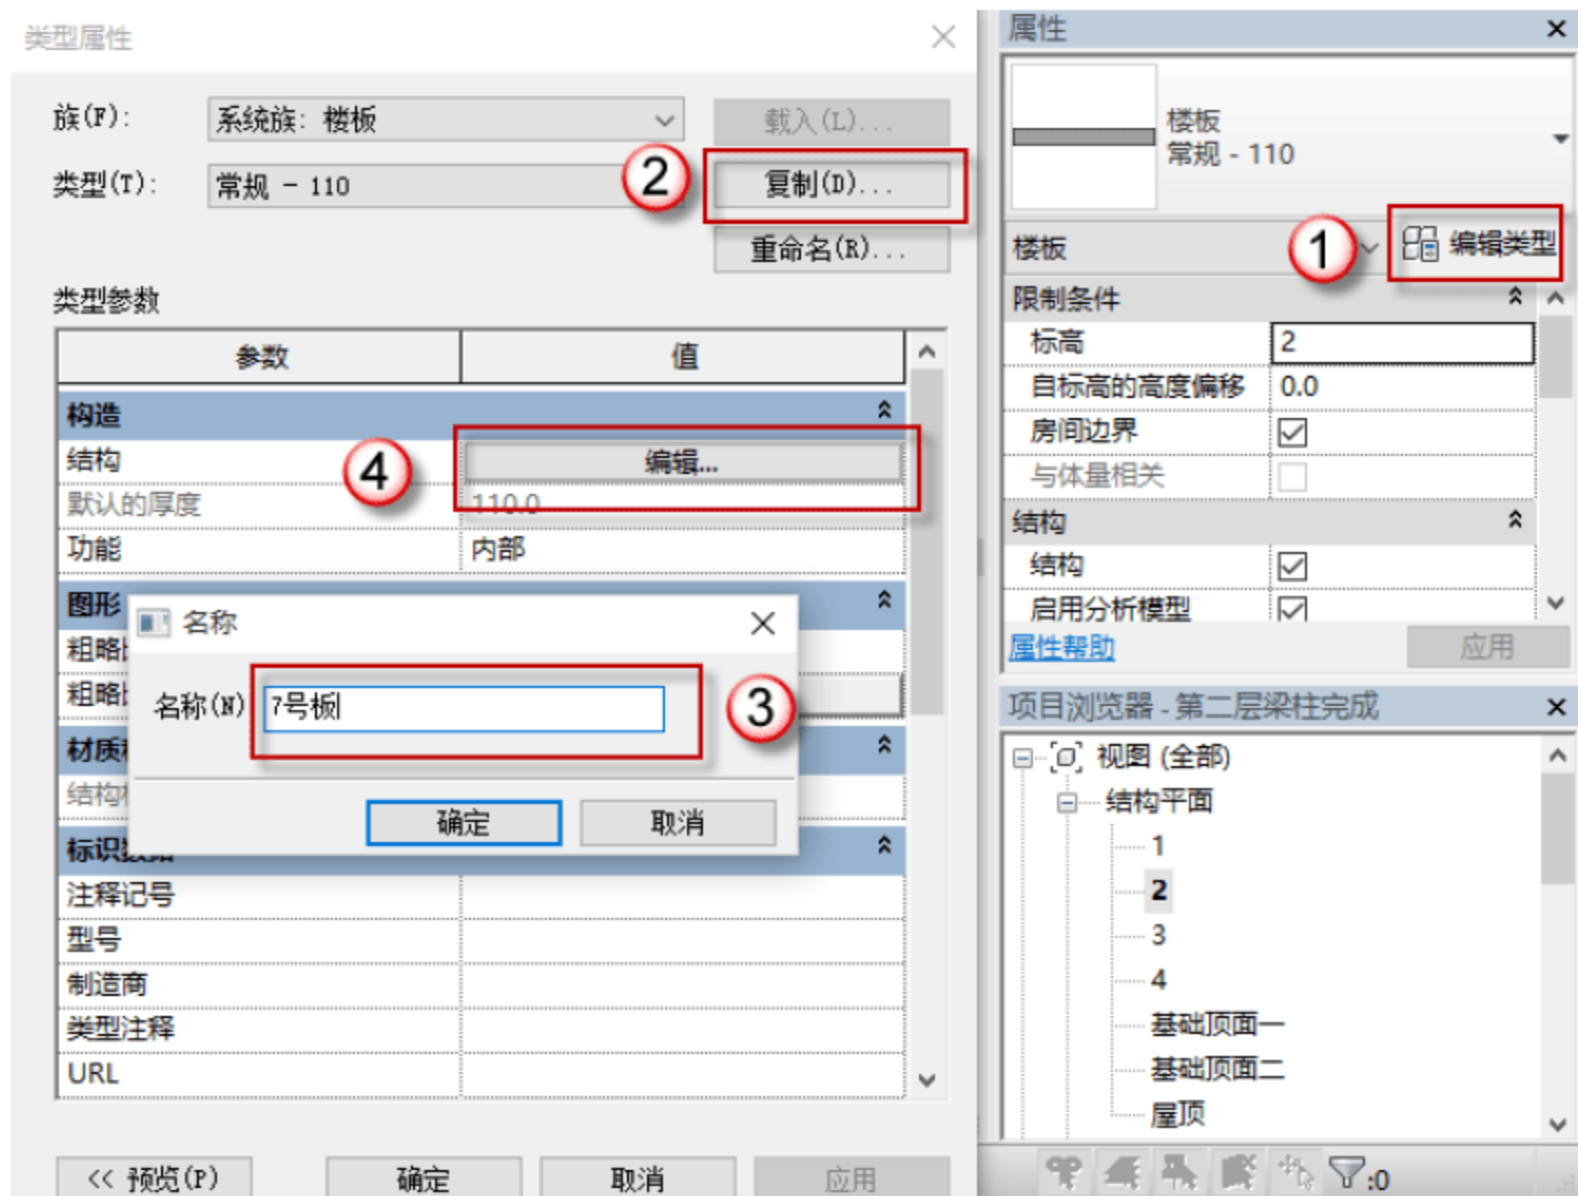 类型属性
族(F):
系统族: 楼板
载入(L)...
类型(T):
常规 - 110
2
复制(D)...
重命名(R)...
类型参数
参数
值
构造
结构
4
编辑...
默认的厚度
110.0
功能
内部
图形
粗略
粗略
材质
结构
标识数据
注释记号
型号
制造商
类型注释
URL
名称
名称(N)
7号板
3
确定
取消
<< 预览(P)
确定
取消
应用
属性
楼板
常规 - 110
楼板
1
编辑类型
限制条件
标高
2
自标高的高度偏移
0.0
房间边界
与体量相关
结构
结构
启用分析模型
属性帮助
应用
项目浏览器 - 第二层梁柱完成
视图 (全部)
结构平面
1
2
3
4
基础顶面一
基础顶面二
屋顶
:0